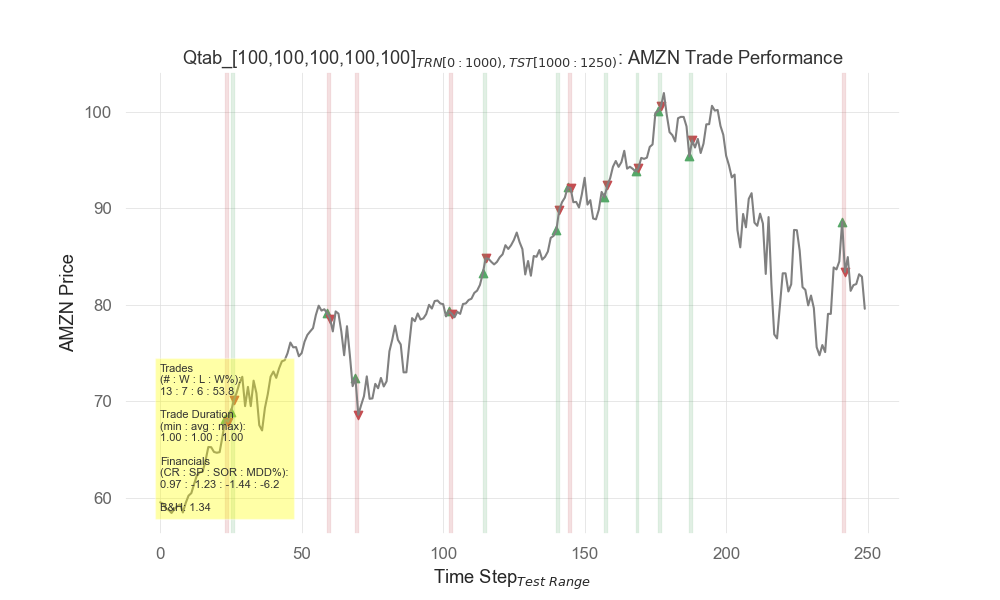 Qtab_[100,100,100,100,100]TRN[0 : 1000), TST[1000 : 1250): AMZN Trade Performance
100
90
80
70
60
AMZN Price
Trades
(# : W : L : W%):
13 : 7 : 6 : 53.8
Trade Duration
(min : avg : max):
1.00 : 1.00 : 1.00
Financials
(CR : SP : SOR : MDD%):
0.97 : -1.23 : -1.44 : -6.2
B&H: 1.34
0 50 100 150 200 250
Time StepTest Range